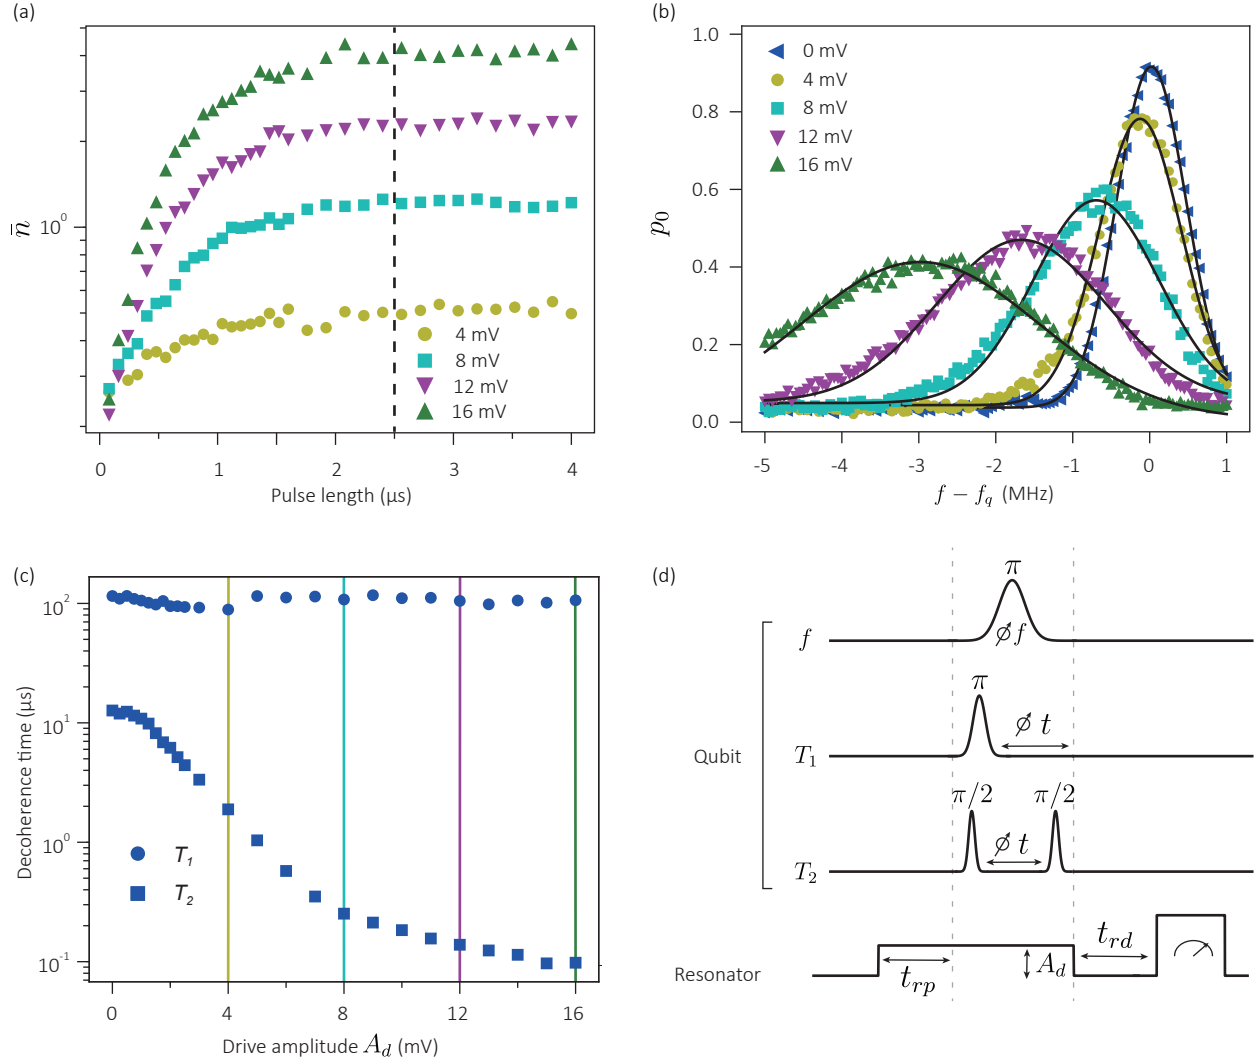 (a)
n̄
10⁰
4 mV
8 mV
12 mV
16 mV
0 1 2 3 4
Pulse length (µs)
(b)
p₀
1.0
0.8
0.6
0.4
0.2
0.0
0 mV
4 mV
8 mV
12 mV
16 mV
-5 -4 -3 -2 -1 0 1
f − f_q (MHz)
(c)
Decoherence time (µs)
10²
10¹
10⁰
10⁻¹
T₁
T₂
0 4 8 12 16
Drive amplitude A_d (mV)
(d)
π
f
f
π
t
Qubit
T₁
π/2 π/2
t
T₂
t_rd
A_d
Resonator
t_rp